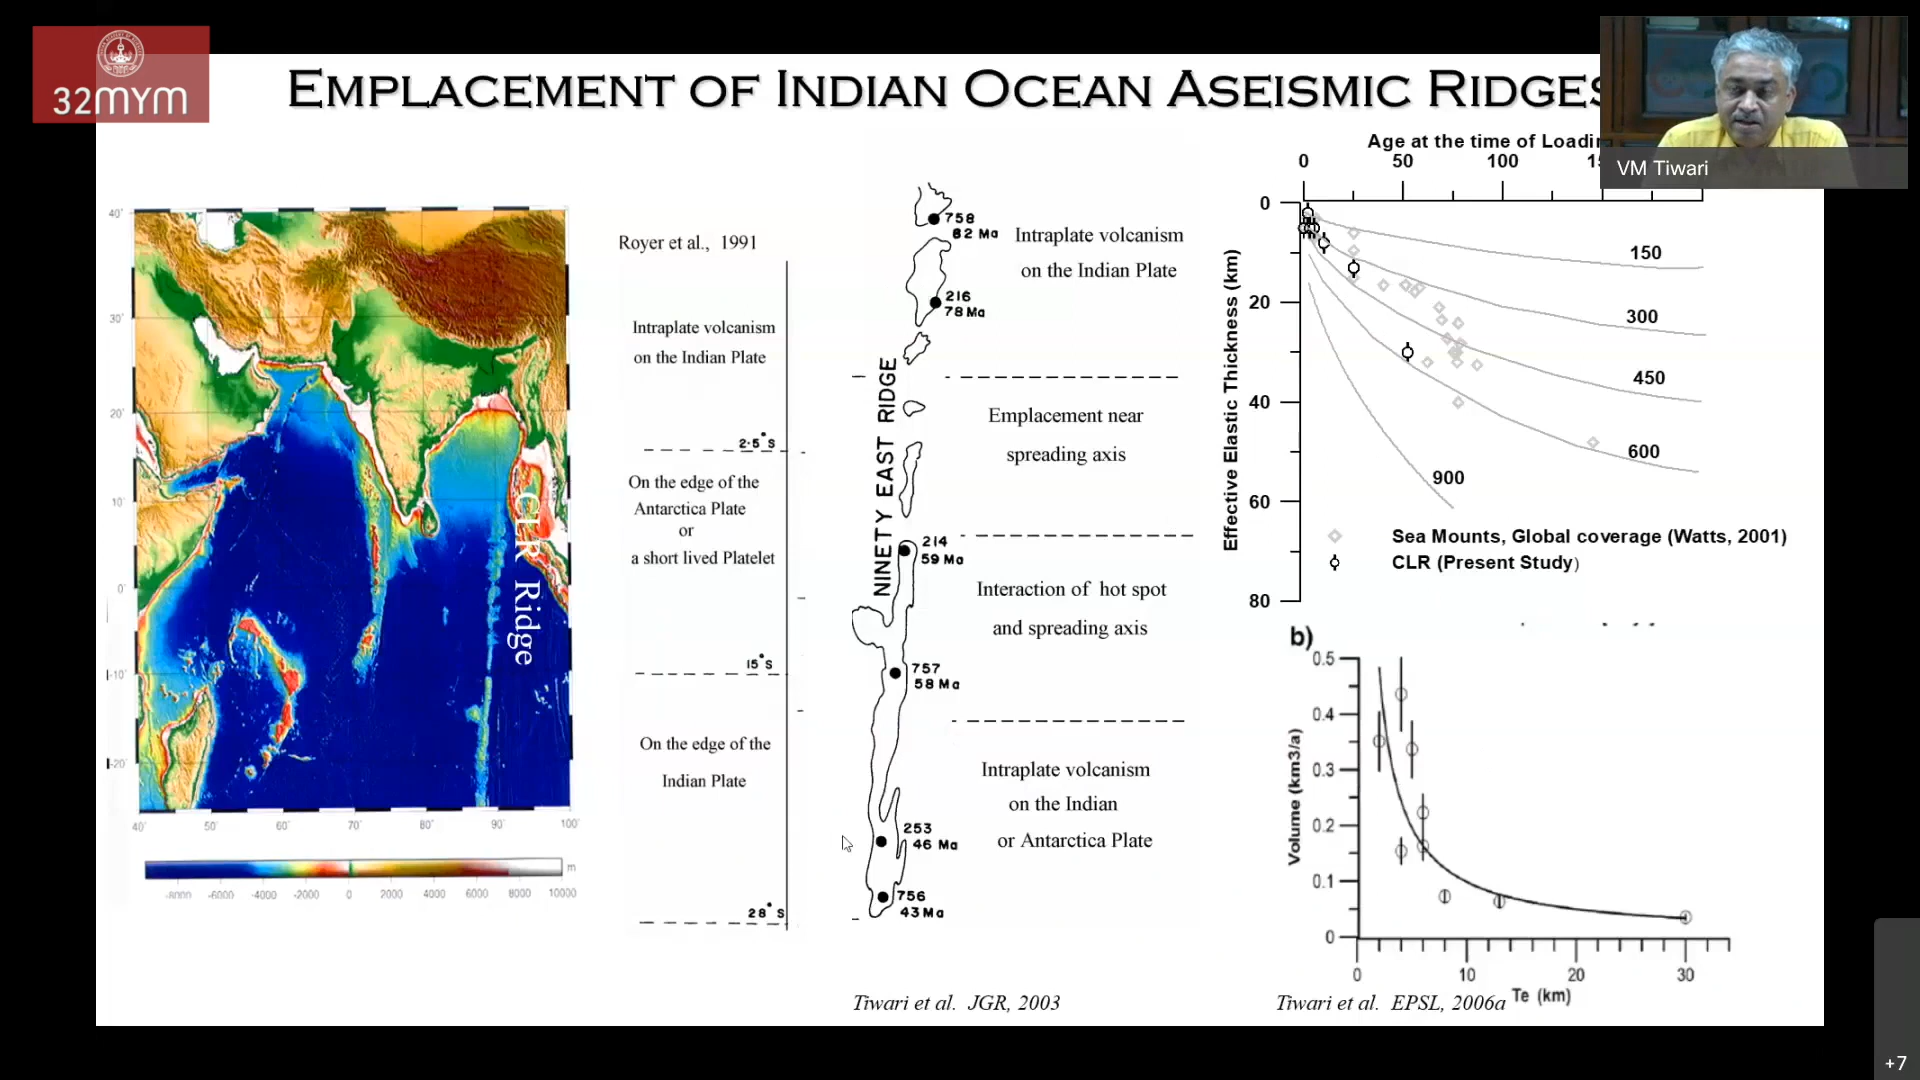 32mym
EMPLACEMENT OF INDIAN OCEAN ASEISMIC RIDGES
VM Tiwari
Royer et al., 1991
Intraplate volcanism
on the Indian Plate
2.5°S
On the edge of the
Antarctica Plate
or
a short lived Platelet
15°S
On the edge of the
Indian Plate
28°S
40°
30°
20°
10°
0°
-10°
-20°
40°
50°
60°
70°
80°
90°
100°
CLR Ridge
m
-8000 -6000 -4000 -2000 0 2000 4000 6000 8000 10000
NINETY EAST RIDGE
758
82 Ma
216
78 Ma
214
59 Ma
757
58 Ma
253
46 Ma
756
43 Ma
Intraplate volcanism
on the Indian Plate
Emplacement near
spreading axis
Interaction of hot spot
and spreading axis
Intraplate volcanism
on the Indian
or Antarctica Plate
Tiwari et al. JGR, 2003
Age at the time of
0 50 100
Effective Elastic Thickness (km)
0
20
40
60
80
150
300
450
600
900
Sea Mounts, Global coverage (Watts, 2001)
CLR (Present Study)
b)
Volume (km3/a)
0.5
0.4
0.3
0.2
0.1
0
0 10 20 30
Te (km)
Tiwari et al. EPSL, 2006a
+7